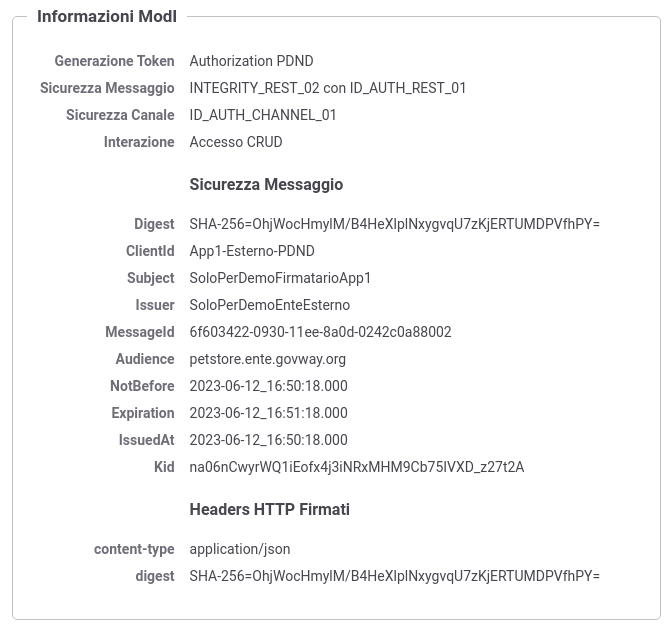 Informazioni ModI
Generazione Token Authorization PDND
Sicurezza Messaggio INTEGRITY_REST_02 con ID_AUTH_REST_01
Sicurezza Canale ID_AUTH_CHANNEL_01
Interazione Accesso CRUD
Sicurezza Messaggio
Digest SHA-256=OhjWocHmylM/B4HeXlplNxygvqU7zKjERTUMDPVfhPY=
ClientId App1-Esterno-PDND
Subject SoloPerDemoFirmatarioApp1
Issuer SoloPerDemoEnteEsterno
MessageId 6f603422-0930-11ee-8a0d-0242c0a88002
Audience petstore.ente.govway.org
NotBefore 2023-06-12_16:50:18.000
Expiration 2023-06-12_16:51:18.000
IssuedAt 2023-06-12_16:50:18.000
Kid na06nCwyrWQ1iEofx4j3iNRxMHM9Cb75IVXD_z27t2A
Headers HTTP Firmati
content-type application/json
digest SHA-256=OhjWocHmylM/B4HeXlplNxygvqU7zKjERTUMDPVfhPY=